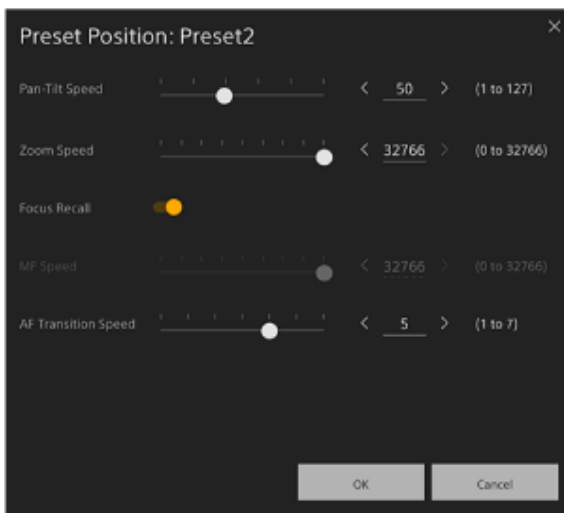 Preset Position: Preset2
Pan-Tilt Speed < 50 > (1 to 127)
Zoom Speed < 32766 > (0 to 32766)
Focus Recall
MF Speed < 32766 > (0 to 32766)
AF Transition Speed < 5 > (1 to 7)
OK Cancel